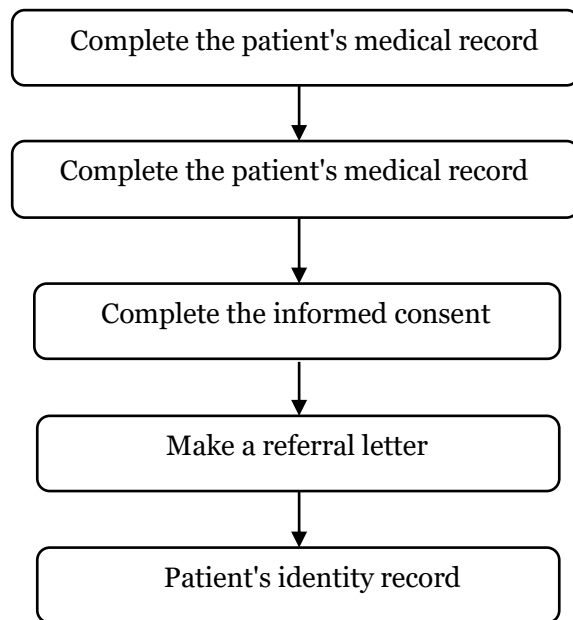 Complete the patient's medical record
Complete the patient's medical record
Complete the informed consent
Make a referral letter
Patient's identity record